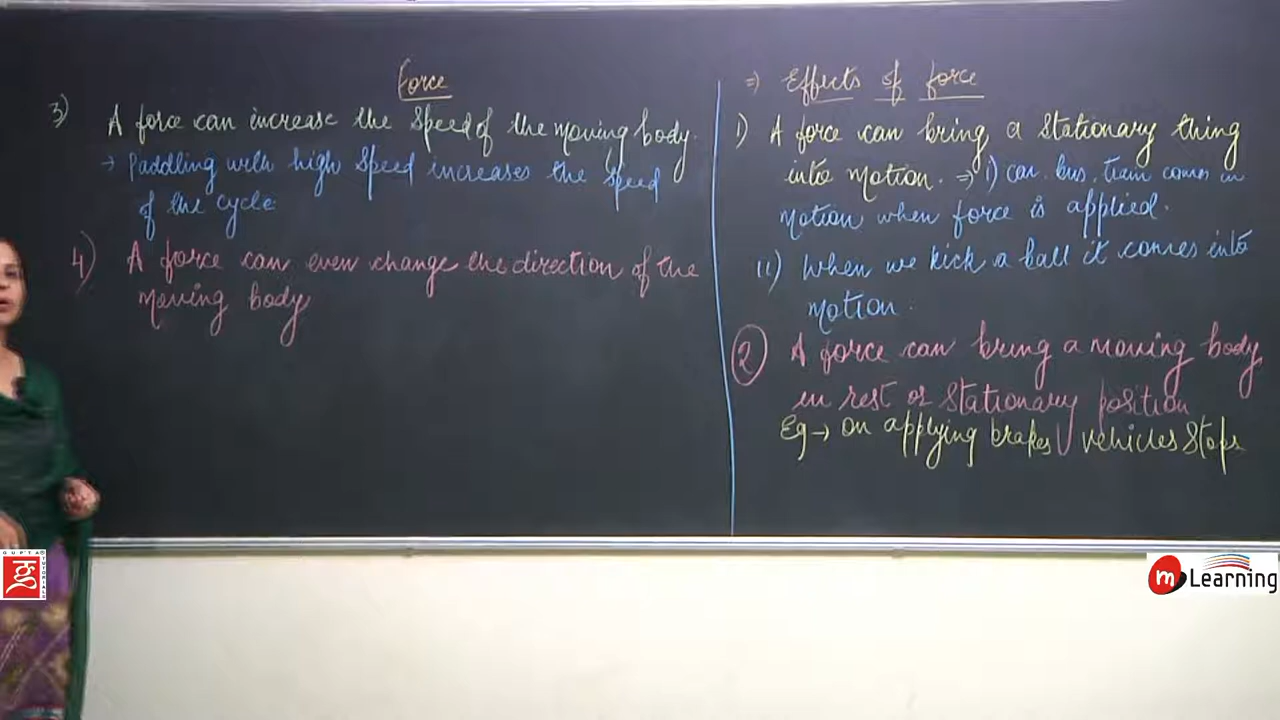 Force
3) A force can increase the speed of the moving body.
→ Paddling with high speed increases the speed
of the cycle
4) A force can even change the direction of the
moving body
⇒ Effects of force
1) A force can bring a stationary thing
into motion. ⇒ i) car, bus, train comes in
motion when force is applied.
ii) when we kick a ball it comes into
motion.
2 A force can bring a moving body
in rest or stationary position
Eg → on applying brakes vehicles stops
GUPTA TUTORIALS
m Learning